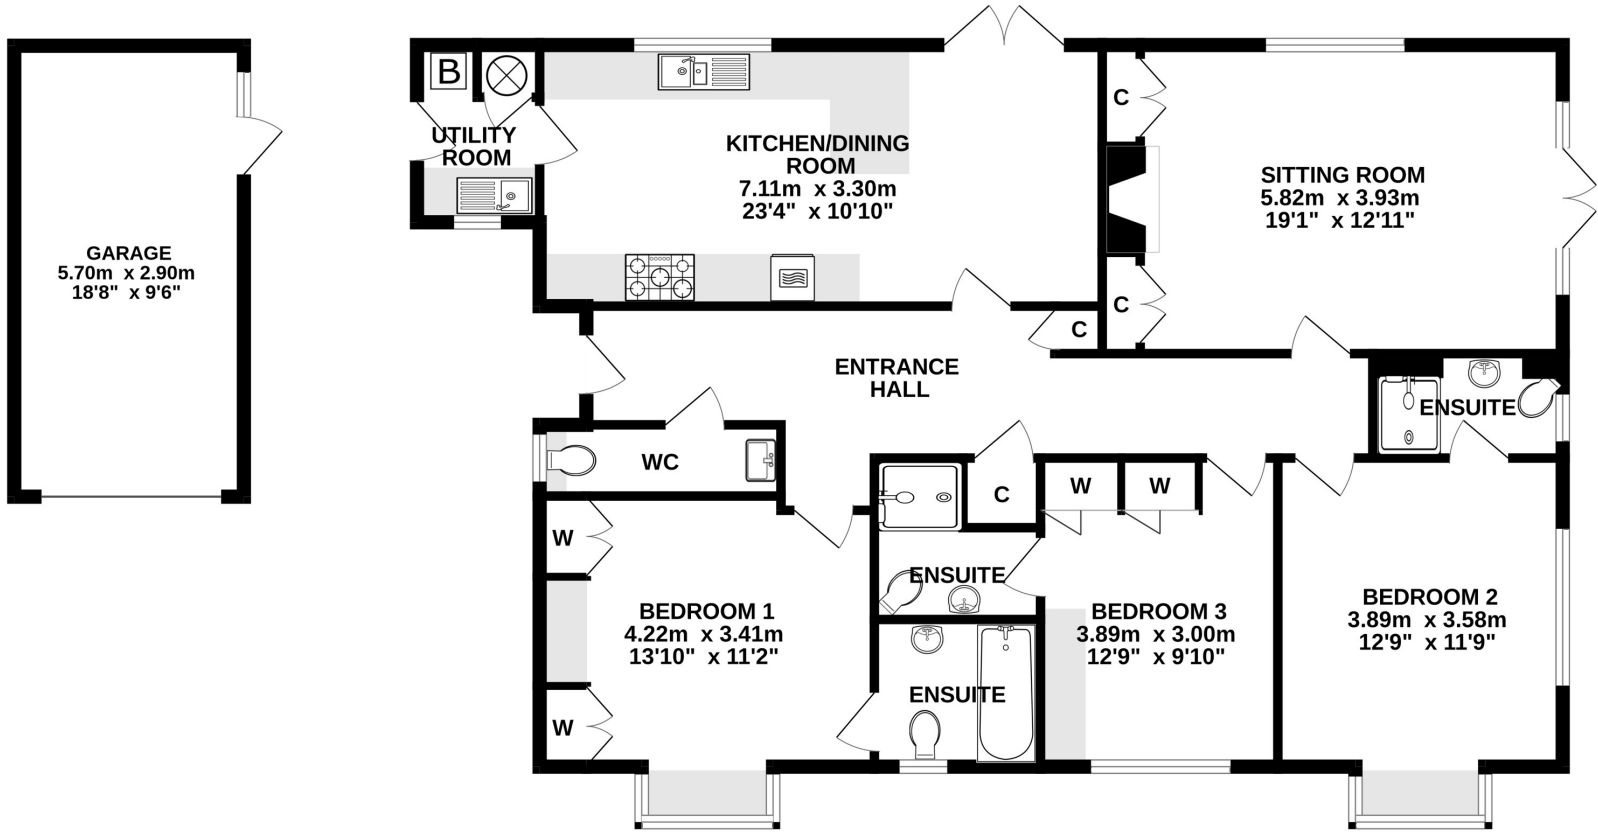 GARAGE
5.70m x 2.90m
18'8" x 9'6"
B
UTILITY
ROOM
KITCHEN/DINING
ROOM
7.11m x 3.30m
23'4" x 10'10"
C
SITTING ROOM
5.82m x 3.93m
19'1" x 12'11"
C
C
ENTRANCE
HALL
ENSUITE
WC
C
W
W
W
BEDROOM 1
4.22m x 3.41m
13'10" x 11'2"
W
ENSUITE
ENSUITE
BEDROOM 3
3.89m x 3.00m
12'9" x 9'10"
BEDROOM 2
3.89m x 3.58m
12'9" x 11'9"